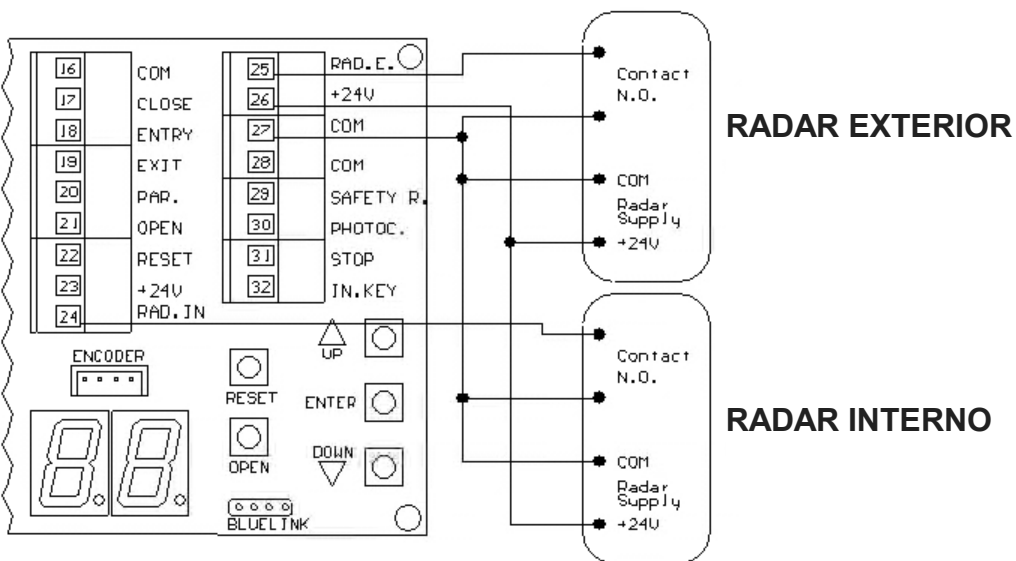 16 COM
17 CLOSE
18 ENTRY
19 EXIT
20 PAR.
21 OPEN
22 RESET
23 +24V
24 RAD.IN
25 RAD.E.
26 +24V
27 COM
28 COM
29 SAFETY R.
30 PHOTOC.
31 STOP
32 IN.KEY
ENCODER
RESET
OPEN
UP
ENTER
DOWN
BLUELINK
Contact
N.O.
COM
Radar
Supply
+24V
RADAR EXTERIOR
Contact
N.O.
COM
Radar
Supply
+24V
RADAR INTERNO